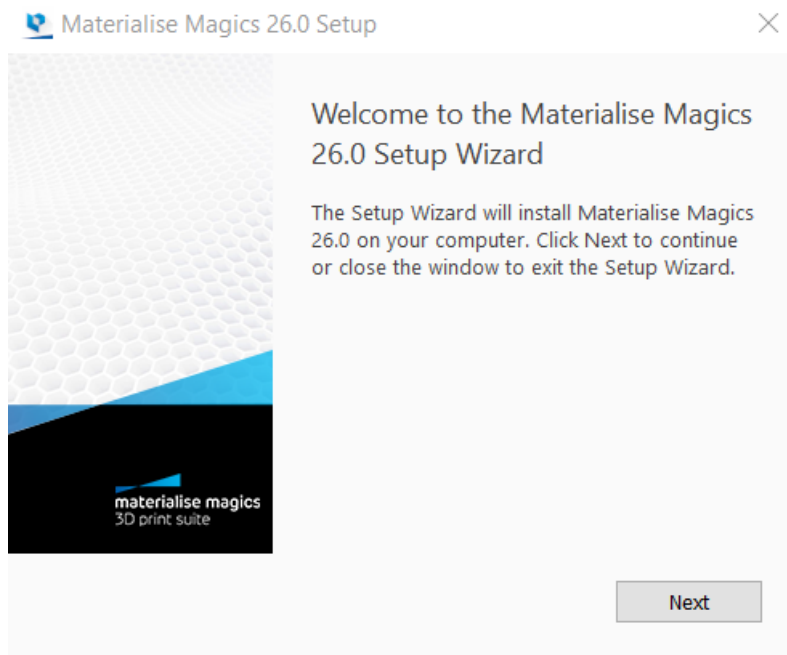 Materialise Magics 26.0 Setup
Welcome to the Materialise Magics
26.0 Setup Wizard
The Setup Wizard will install Materialise Magics
26.0 on your computer. Click Next to continue
or close the window to exit the Setup Wizard.
materialise magics
3D print suite
Next